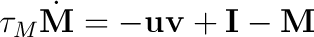 τ_M Ṁ = −uv + I − M